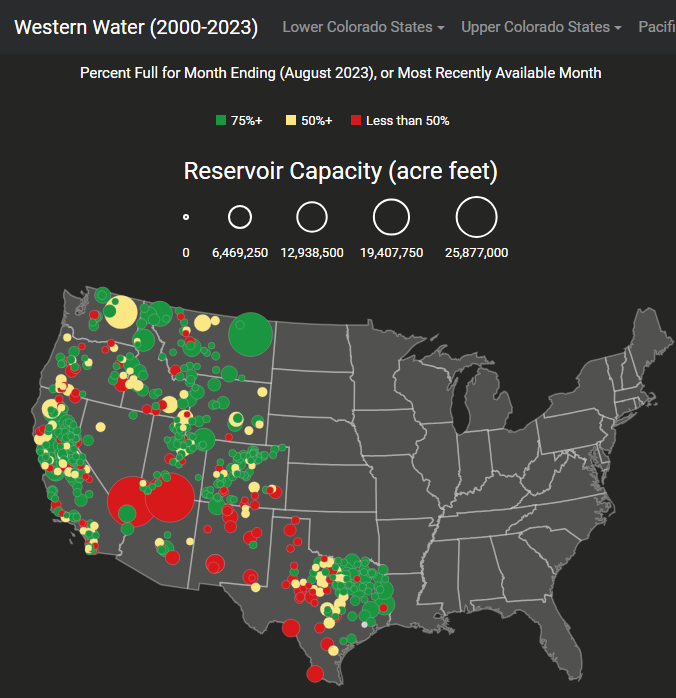 Western Water (2000-2023) Lower Colorado States Upper Colorado States Pacifi
Percent Full for Month Ending (August 2023), or Most Recently Available Month
75%+ 50%+ Less than 50%
Reservoir Capacity (acre feet)
0 6,469,250 12,938,500 19,407,750 25,877,000